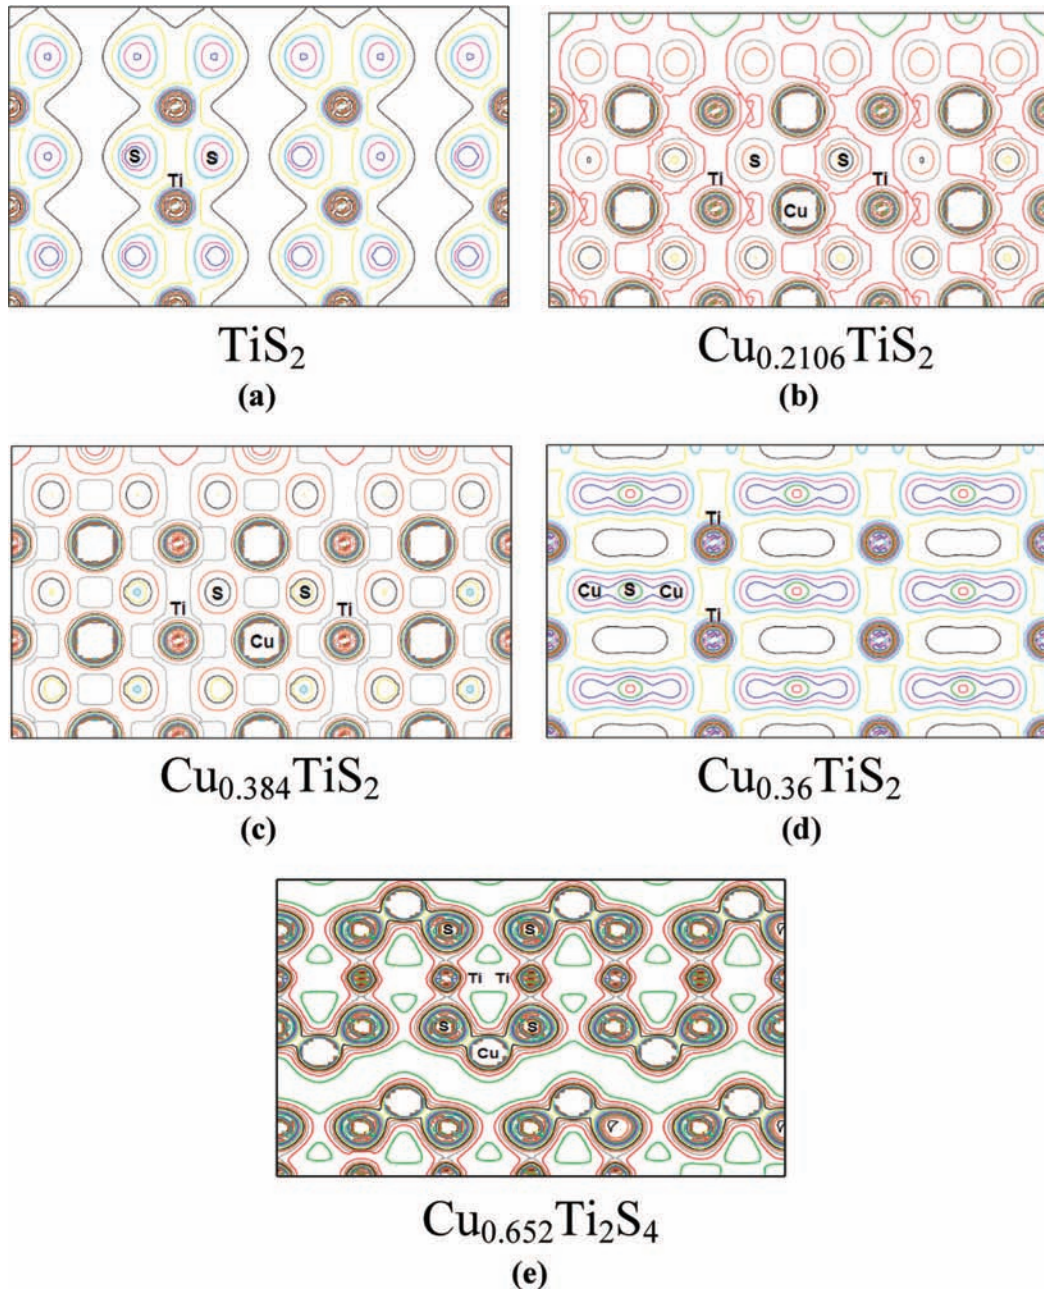 S S
Ti
TiS2
(a)
S S
Ti Ti
Cu
Cu0.2106TiS2
(b)
S S
Ti Ti
Cu
Cu0.384TiS2
(c)
Ti
Cu S Cu
Ti
Cu0.36TiS2
(d)
S S
Ti Ti
S S
Cu
Cu0.652Ti2S4
(e)